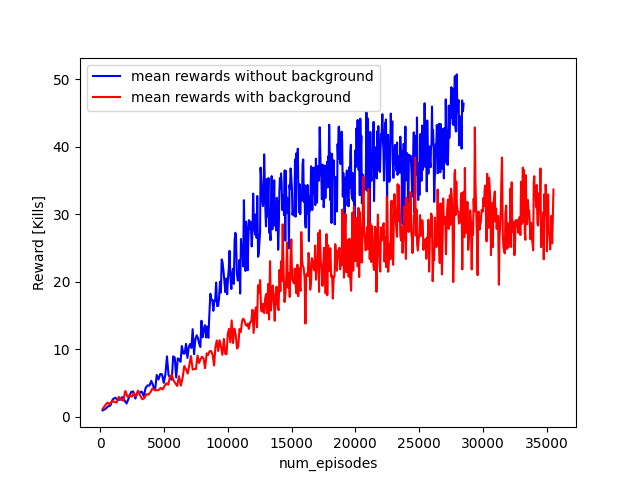 mean rewards without background
mean rewards with background
Reward [Kills]
50
40
30
20
10
0
0 5000 10000 15000 20000 25000 30000 35000
num_episodes